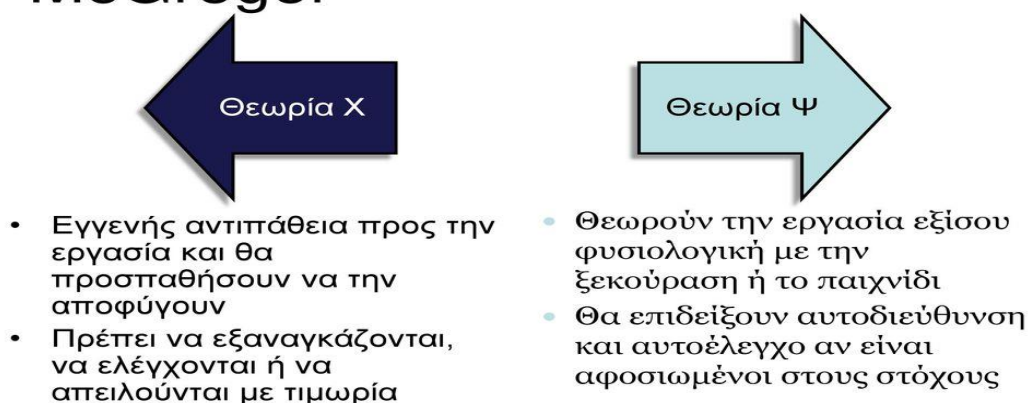 Θεωρία Χ
Εγγενής αντιπάθεια προς την
εργασία και θα
προσπαθήσουν να την
αποφύγουν
Πρέπει να εξαναγκάζονται,
να ελέγχονται ή να
απειλούνται με τιμωρία
Θεωρία Ψ
Θεωρούν την εργασία εξίσου
φυσιολογική με την
ξεκούραση ή το παιχνίδι
Θα επιδείξουν αυτοδιεύθυνση
και αυτοέλεγχο αν είναι
αφοσιωμένοι στους στόχους